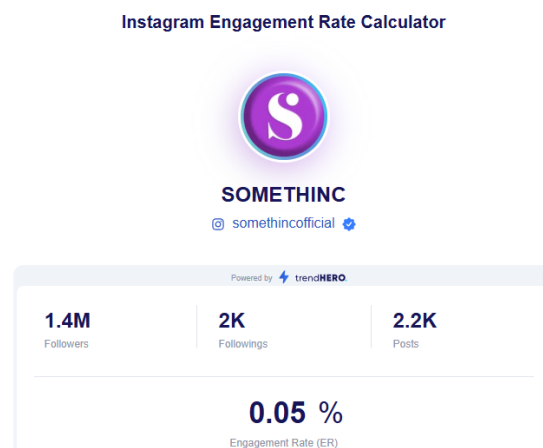 Instagram Engagement Rate Calculator
S
SOMETHINC
somethincofficial
Powered by trendHERO
1.4M 2K 2.2K
Followers Followings Posts
0.05 %
Engagement Rate (ER)